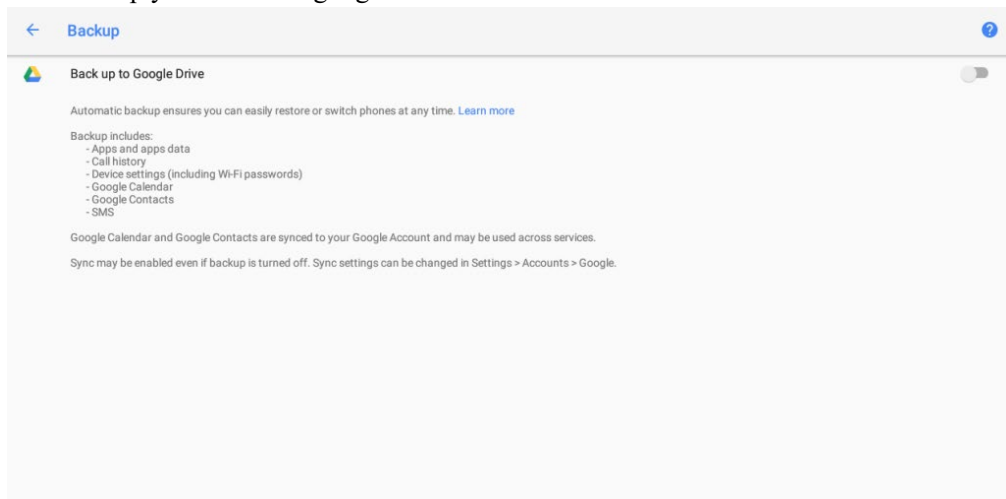 Backup
Back up to Google Drive
Automatic backup ensures you can easily restore or switch phones at any time. Learn more
Backup includes:
- Apps and apps data
- Call history
- Device settings (including Wi-Fi passwords)
- Google Calendar
- Google Contacts
- SMS
Google Calendar and Google Contacts are synced to your Google Account and may be used across services.
Sync may be enabled even if backup is turned off. Sync settings can be changed in Settings > Accounts > Google.